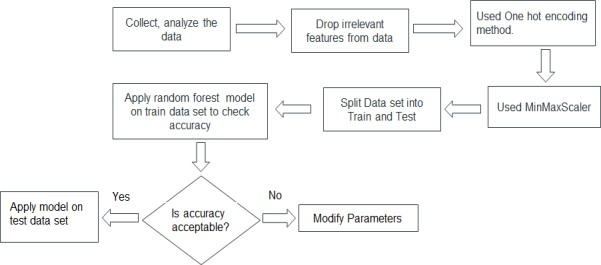 Collect, analyze the
data
Drop irrelevant
features from data
Used One hot encoding
method.
Used MinMaxScaler
Split Data set into
Train and Test
Apply random forest model
on train data set to check
accuracy
Is accuracy
acceptable?
Yes
Apply model on
test data set
No
Modify Parameters